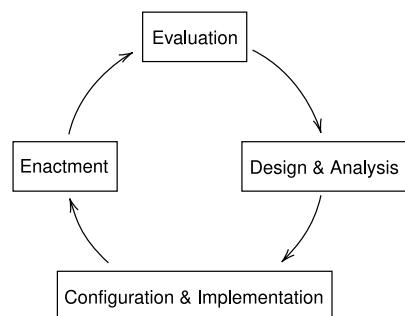 Evaluation
Enactment
Design & Analysis
Configuration & Implementation